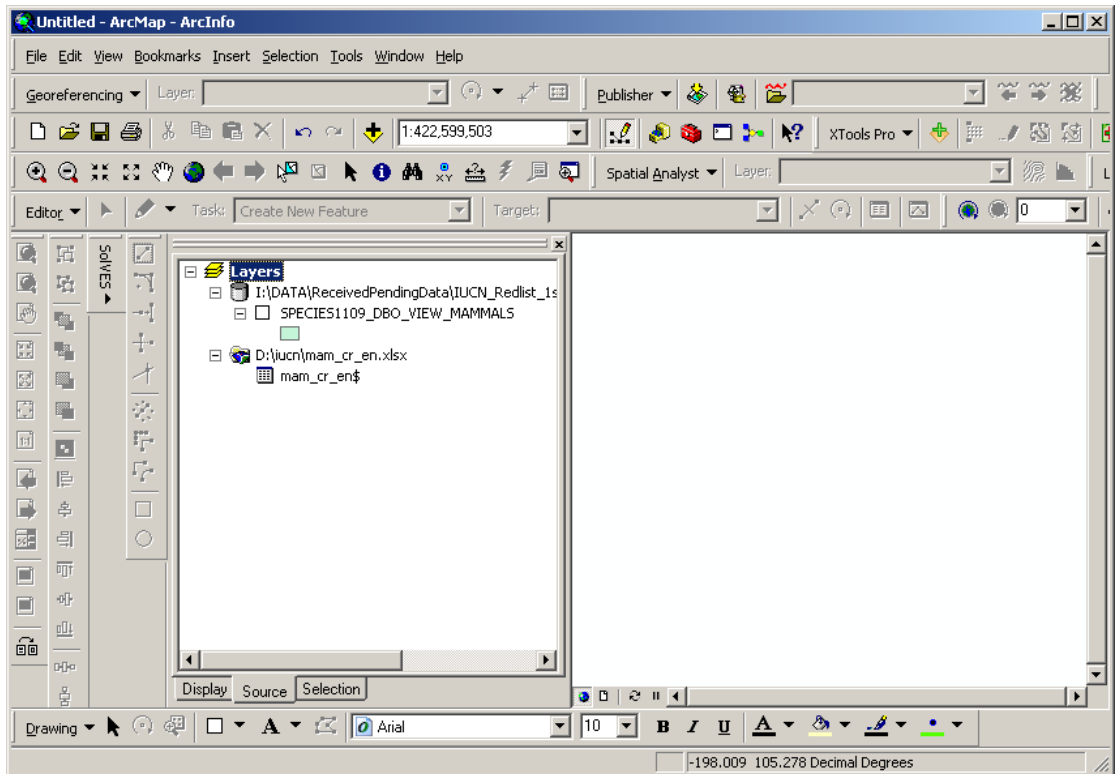 Untitled - ArcMap - ArcInfo
File Edit View Bookmarks Insert Selection Tools Window Help
Georeferencing Layer: Publisher
1:422,599,503 XTools Pro
Spatial Analyst Layer: L
Editor Task: Create New Feature Target: 0
SolVES
Layers
I:\DATA\ReceivedPendingData\IUCN_Redlist_1s
SPECIES1109_DBO_VIEW_MAMMALS
D:\iucn\mam_cr_en.xlsx
mam_cr_en$
Display Source Selection
Drawing A Arial 10 B I U A
-198.009 105.278 Decimal Degrees